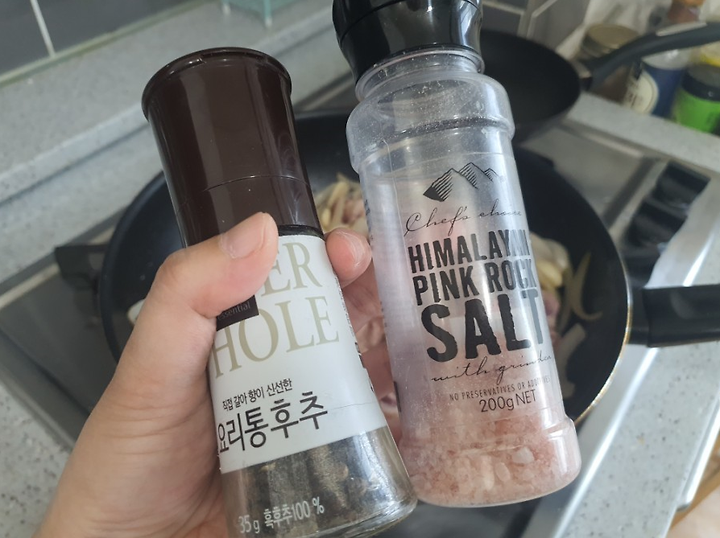 ER
essential
HOLE
직접 갈아 향이 신선한
요리통후추
35g 흑후추100%
Chef's choice
HIMALAYAN
PINK ROCK
SALT
with grinder
NO PRESERVATIVES OR
200g NET